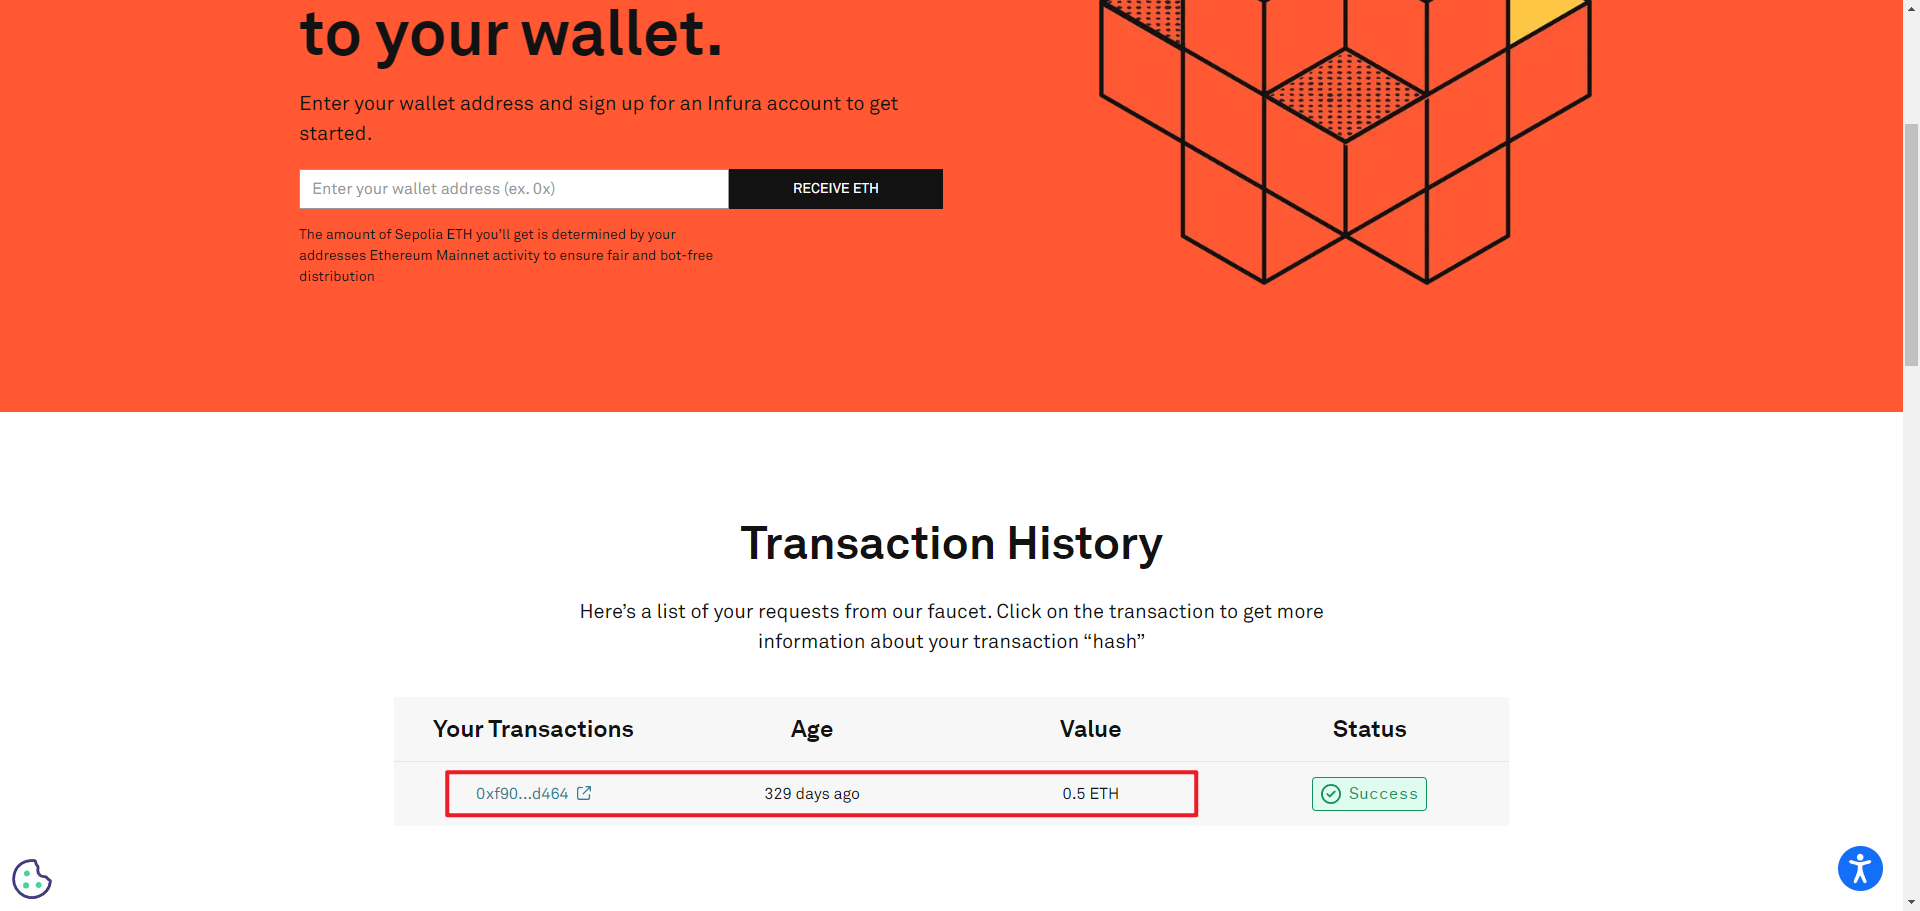 to your wallet.
Enter your wallet address and sign up for an Infura account to get
started.
Enter your wallet address (ex. 0x)
RECEIVE ETH
The amount of Sepolia ETH you'll get is determined by your
addresses Ethereum Mainnet activity to ensure fair and bot-free
distribution
Transaction History
Here's a list of your requests from our faucet. Click on the transaction to get more
information about your transaction “hash”
Your Transactions Age Value Status
0xf90...d464 329 days ago 0.5 ETH Success